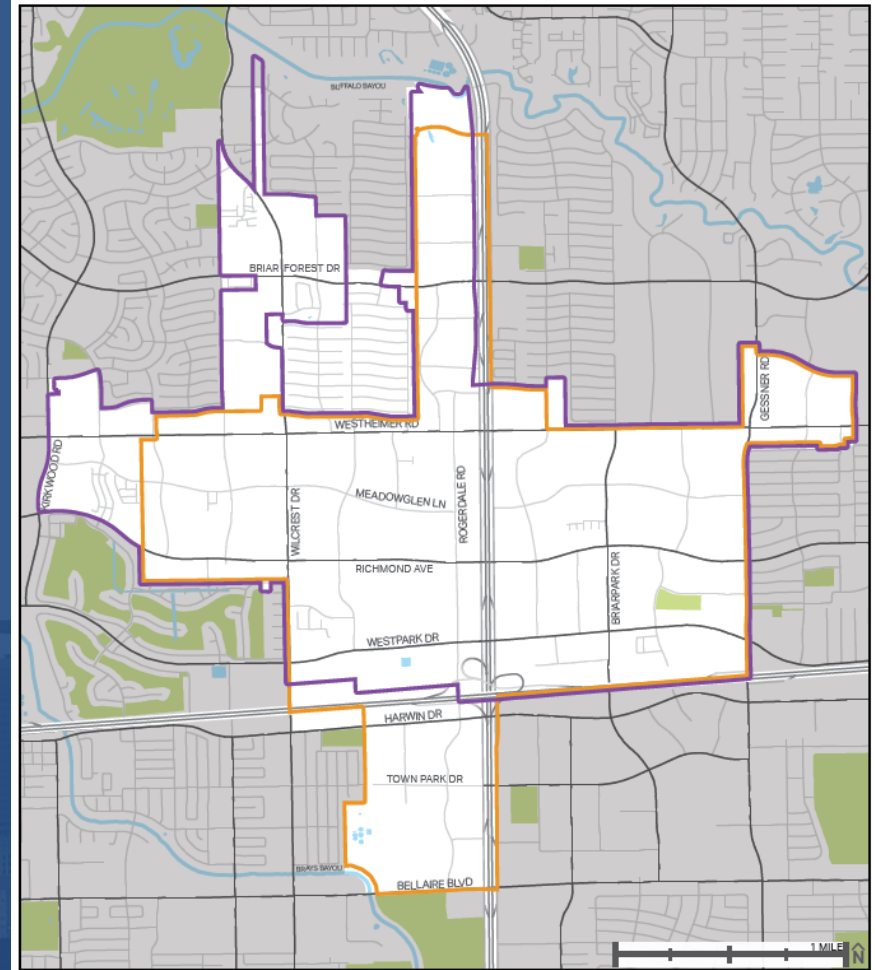 BUFFALO BAYOU
BRIAR FOREST DR
GESSNER RD
WESTHEIMER RD
KIRKWOOD RD
MEADOWGLEN LN
ROGERDALE RD
WILCREST DR
RICHMOND AVE
BRIARPARK DR
WESTPARK DR
HARWIN DR
TOWN PARK DR
BRAYS BAYOU
BELLAIRE BLVD
1 MILE
N